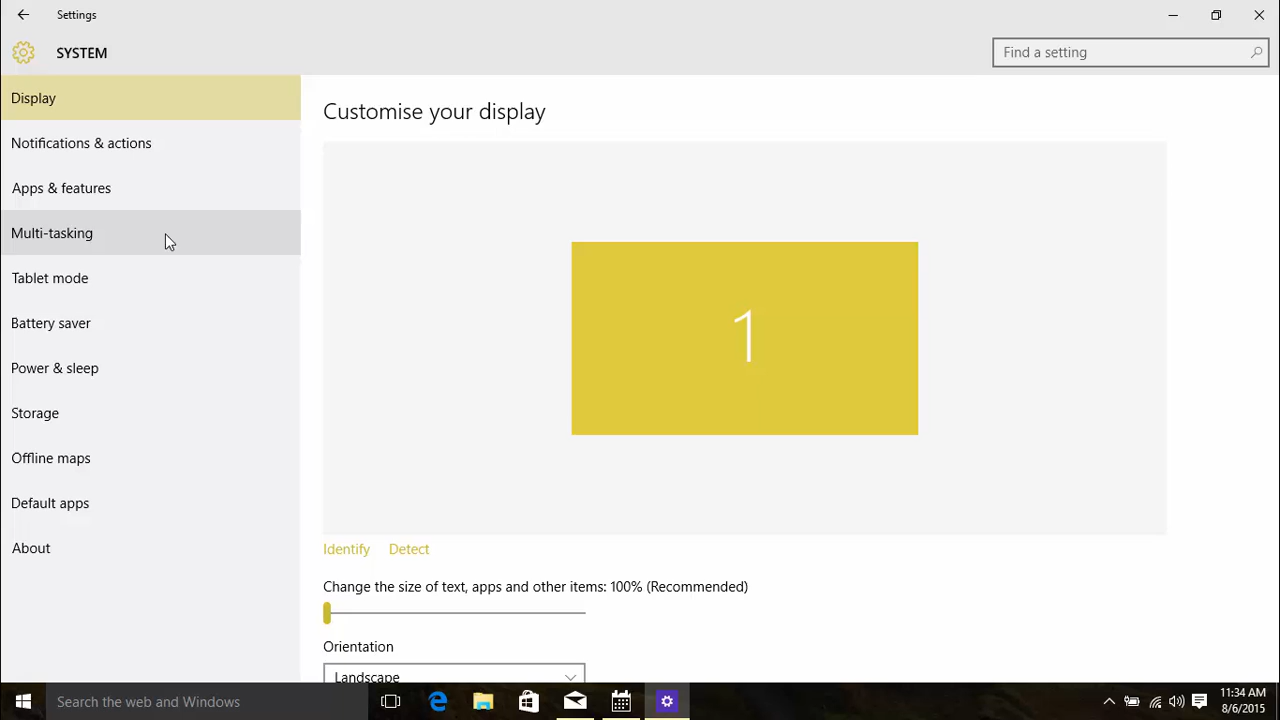 Settings
SYSTEM
Find a setting
Display
Notifications & actions
Apps & features
Multi-tasking
Tablet mode
Battery saver
Power & sleep
Storage
Offline maps
Default apps
About
Customise your display
1
Identify Detect
Change the size of text, apps and other items: 100% (Recommended)
Orientation
Landscape
Search the web and Windows
11:34 AM
8/6/2015